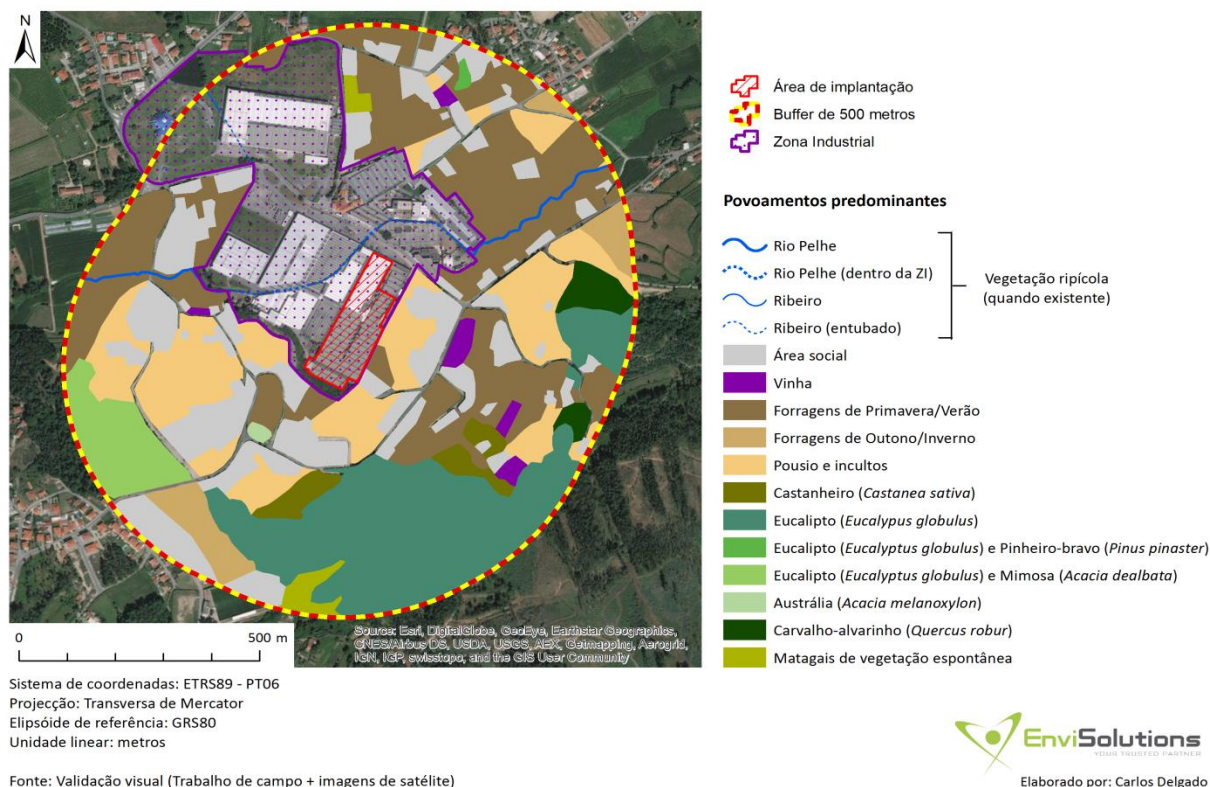 N
Área de implantação
Buffer de 500 metros
Zona Industrial
Povoamentos predominantes
Rio Pelhe
Rio Pelhe (dentro da ZI)
Ribeiro
Ribeiro (entubado)
Vegetação ripícola
(quando existente)
Área social
Vinha
Forragens de Primavera/Verão
Forragens de Outono/Inverno
Pousio e incultos
Castanheiro (Castanea sativa)
Eucalipto (Eucalypus globulus)
Eucalipto (Eucalyptus globulus) e Pinheiro-bravo (Pinus pinaster)
Eucalipto (Eucalyptus globulus) e Mimosa (Acacia dealbata)
Austrália (Acacia melanoxylon)
Carvalho-alvarinho (Quercus robur)
Matagais de vegetação espontânea
Source: Esri, DigitalGlobe, GeoEye, Earthstar Geographics,
CNES/Airbus DS, USDA, USGS, AEX, Getmapping, Aerogrid,
IGN, IGP, swisstopo, and the GIS User Community
0 500 m
Sistema de coordenadas: ETRS89 - PT06
Projecção: Transversa de Mercator
Elipsóide de referência: GRS80
Unidade linear: metros
Fonte: Validação visual (Trabalho de campo + imagens de satélite)
EnviSolutions
YOUR TRUSTED PARTNER
Elaborado por: Carlos Delgado